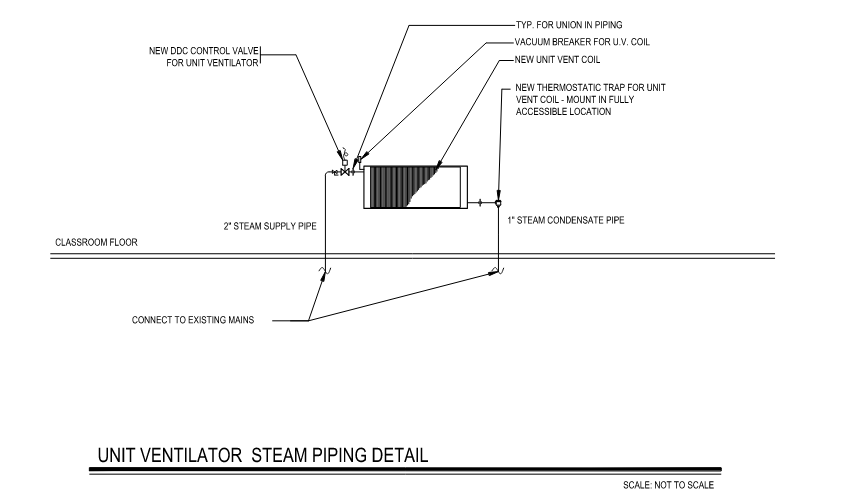 TYP. FOR UNION IN PIPING
VACUUM BREAKER FOR U.V. COIL
NEW DDC CONTROL VALVE
FOR UNIT VENTILATOR
NEW UNIT VENT COIL
NEW THERMOSTATIC TRAP FOR UNIT
VENT COIL - MOUNT IN FULLY
ACCESSIBLE LOCATION
2" STEAM SUPPLY PIPE
1" STEAM CONDENSATE PIPE
CLASSROOM FLOOR
CONNECT TO EXISTING MAINS
UNIT VENTILATOR STEAM PIPING DETAIL
SCALE: NOT TO SCALE